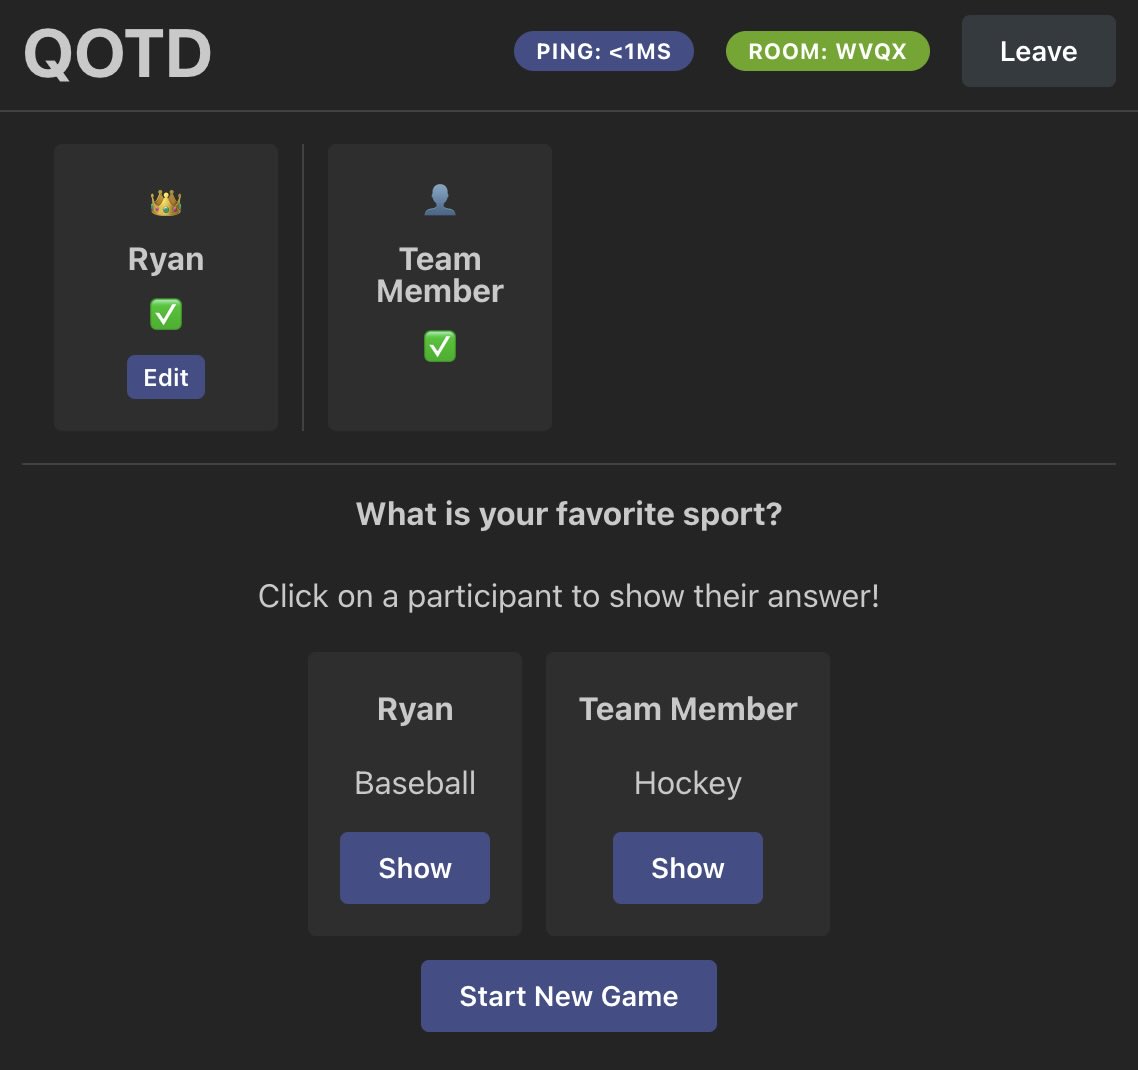 QOTD
PING: <1MS
ROOM: WVQX
Leave
Ryan
Edit
Team
Member
What is your favorite sport?
Click on a participant to show their answer!
Ryan
Baseball
Show
Team Member
Hockey
Show
Start New Game